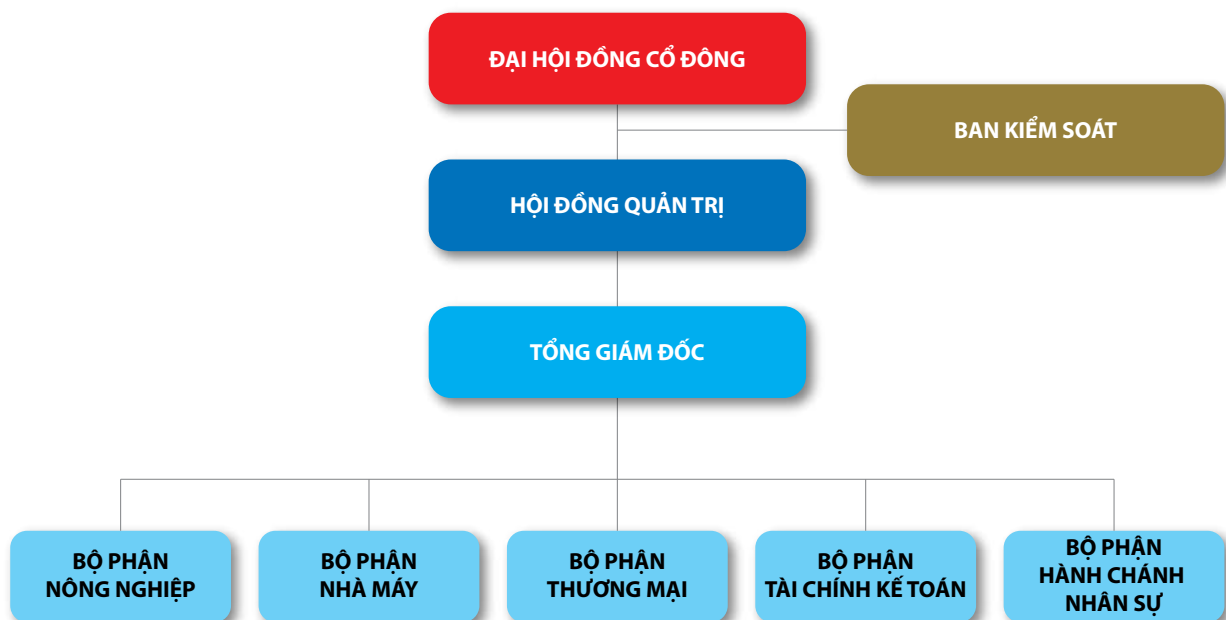 ĐẠI HỘI ĐỒNG CỔ ĐÔNG
BAN KIỂM SOÁT
HỘI ĐỒNG QUẢN TRỊ
TỔNG GIÁM ĐỐC
BỘ PHẬN
NÔNG NGHIỆP
BỘ PHẬN
NHÀ MÁY
BỘ PHẬN
THƯƠNG MẠI
BỘ PHẬN
TÀI CHÍNH KẾ TOÁN
BỘ PHẬN
HÀNH CHÁNH
NHÂN SỰ